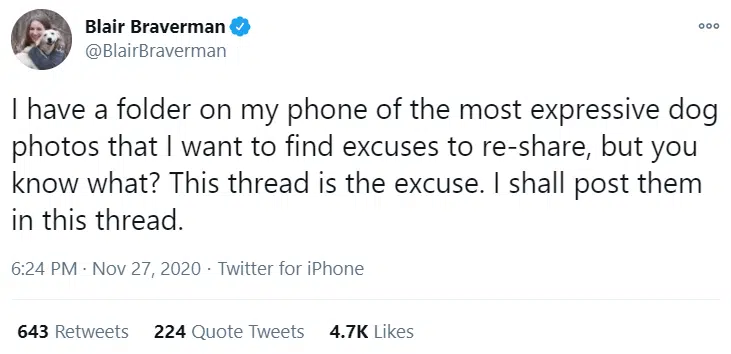 Blair Braverman
@BlairBraverman
I have a folder on my phone of the most expressive dog
photos that I want to find excuses to re-share, but you
know what? This thread is the excuse. I shall post them
in this thread.
6:24 PM · Nov 27, 2020 · Twitter for iPhone
643 Retweets 224 Quote Tweets 4.7K Likes